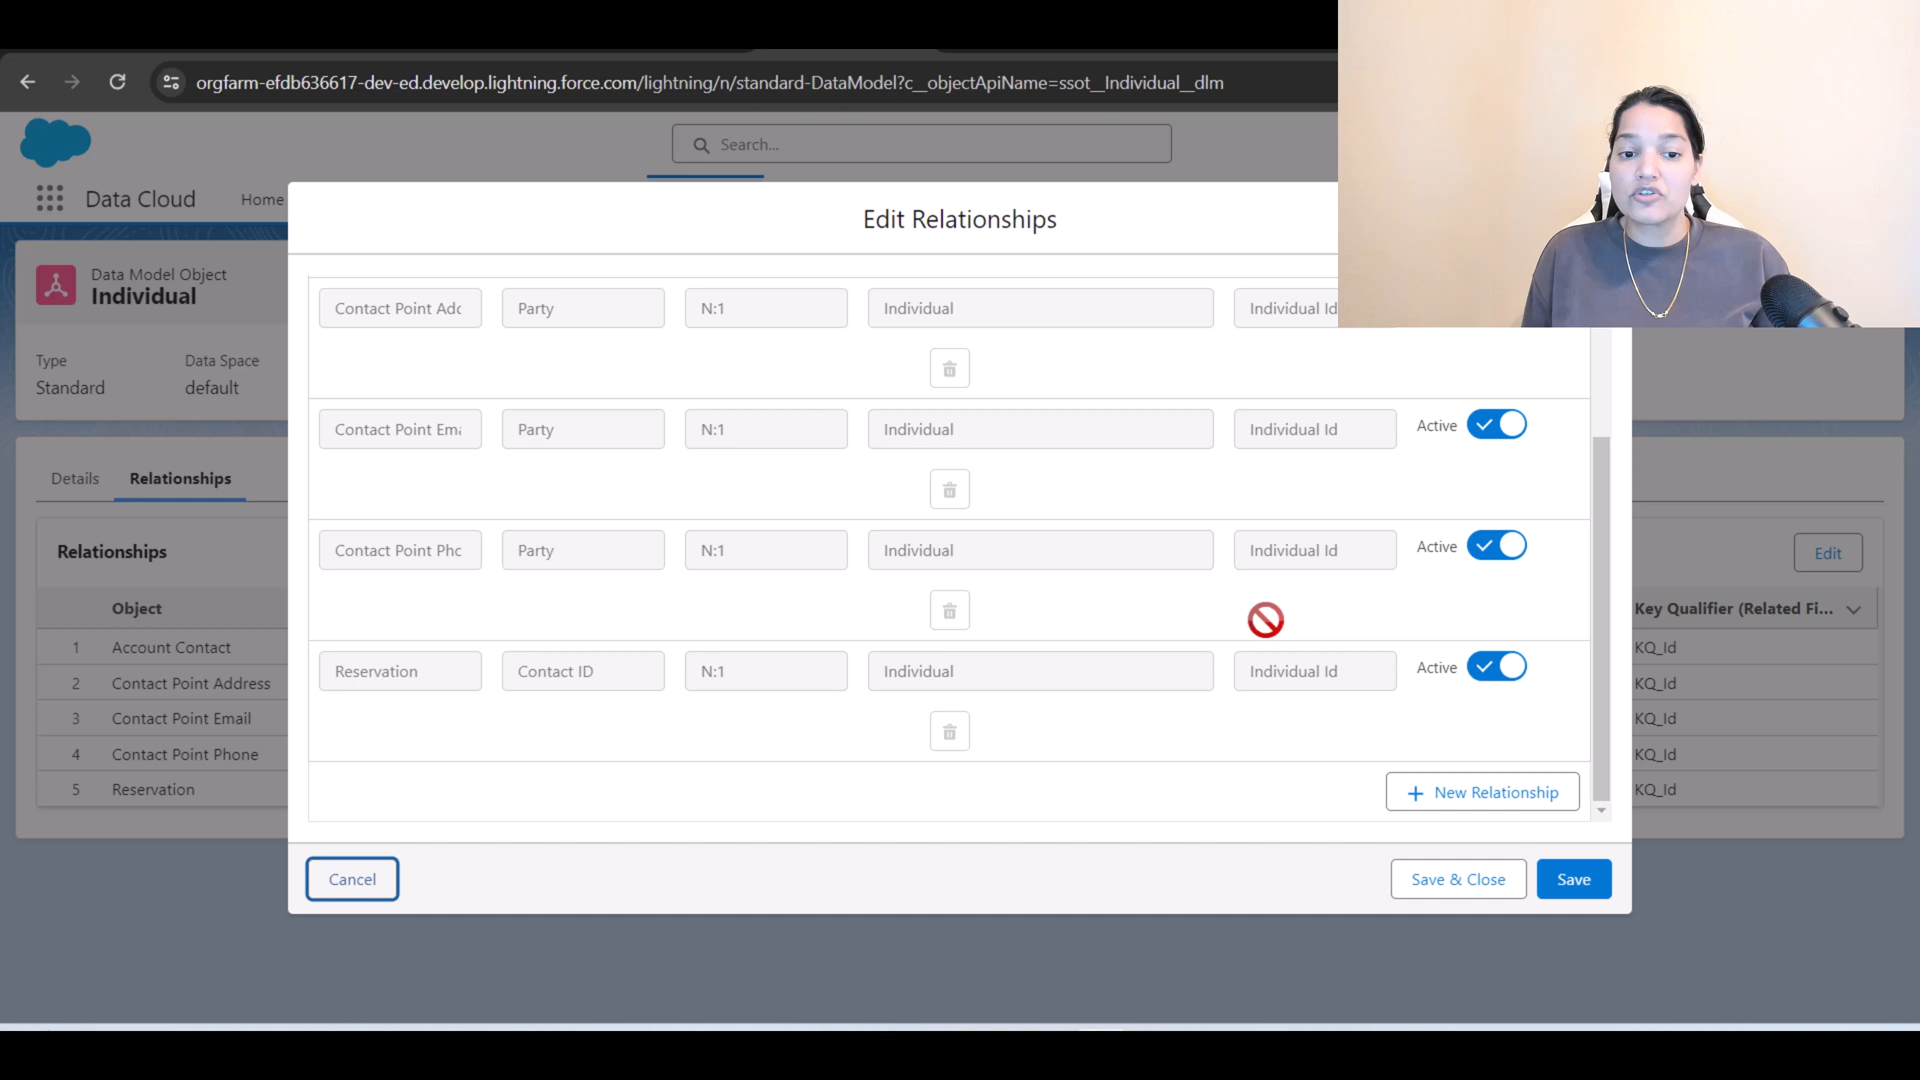 orgfarm-efdb636617-dev-ed.develop.lightning.force.com/lightning/n/standard-DataModel?c__objectApiName=ssot__Individual__dlm
Search...
Data Cloud
Home
Edit Relationships
Data Model Object
Individual
Type
Standard
Data Space
default
Details
Relationships
Relationships
Edit
Object
Key Qualifier (Related Fi...
1 Account Contact KQ_Id
2 Contact Point Address KQ_Id
3 Contact Point Email KQ_Id
4 Contact Point Phone KQ_Id
5 Reservation KQ_Id
Contact Point Adc Party N:1 Individual Individual Id
Contact Point Em Party N:1 Individual Individual Id Active
Contact Point Phc Party N:1 Individual Individual Id Active
Reservation Contact ID N:1 Individual Individual Id Active
+ New Relationship
Cancel
Save & Close
Save